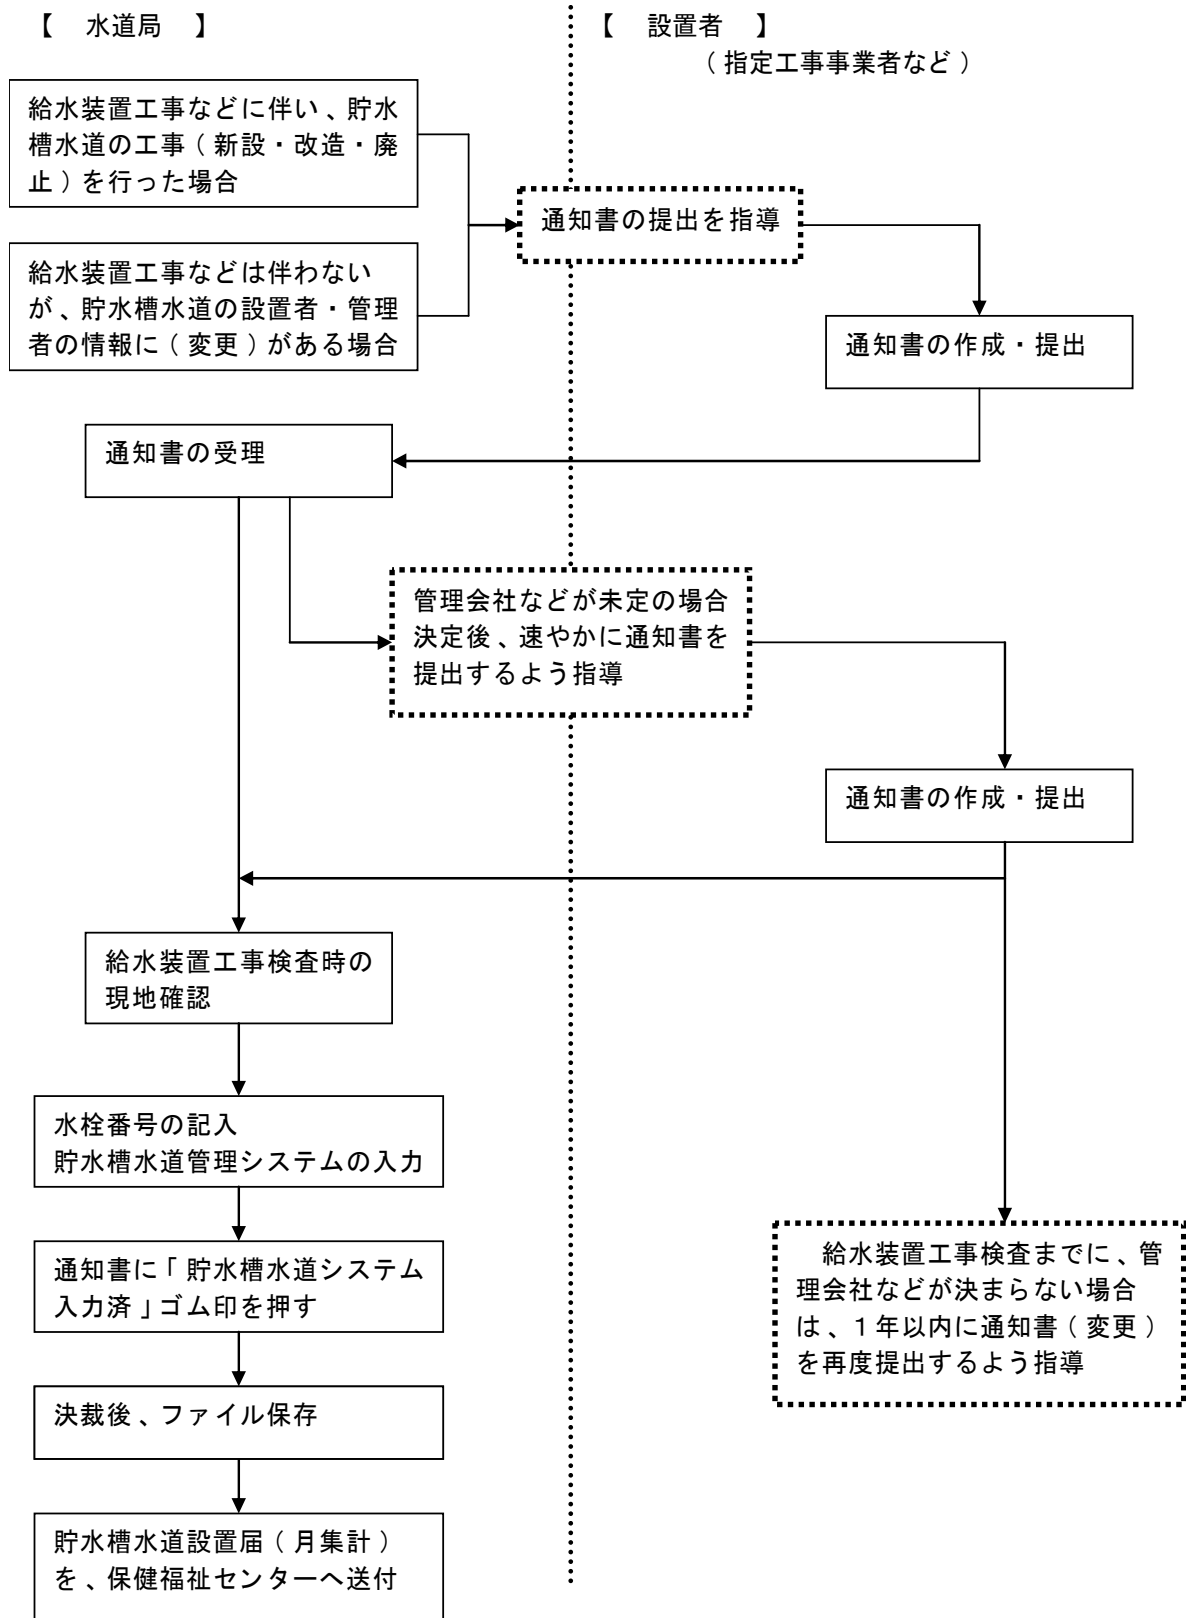 【　水道局　】
【　設置者　】
（指定工事事業者など）
給水装置工事などに伴い、貯水
槽水道の工事（新設・改造・廃
止）を行った場合
通知書の提出を指導
給水装置工事などは伴わない
が、貯水槽水道の設置者・管理
者の情報に（変更）がある場合
通知書の作成・提出
通知書の受理
管理会社などが未定の場合
決定後、速やかに通知書を
提出するよう指導
通知書の作成・提出
給水装置工事検査時の
現地確認
水栓番号の記入
貯水槽水道管理システムの入力
給水装置工事検査までに、管
理会社などが決まらない場合
は、１年以内に通知書（変更）
を再度提出するよう指導
通知書に「貯水槽水道システム
入力済」ゴム印を押す
決裁後、ファイル保存
貯水槽水道設置届（月集計）
を、保健福祉センターへ送付